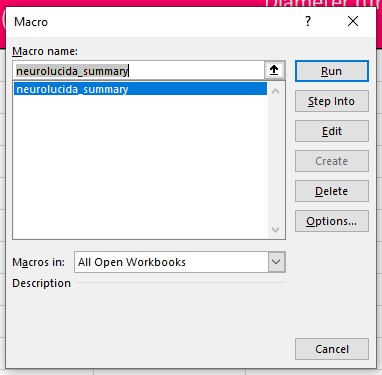 Diameter
Macro
?
Macro name:
neurolucida_summary
neurolucida_summary
Run
Step Into
Edit
Create
Delete
Options...
Macros in:
All Open Workbooks
Description
Cancel